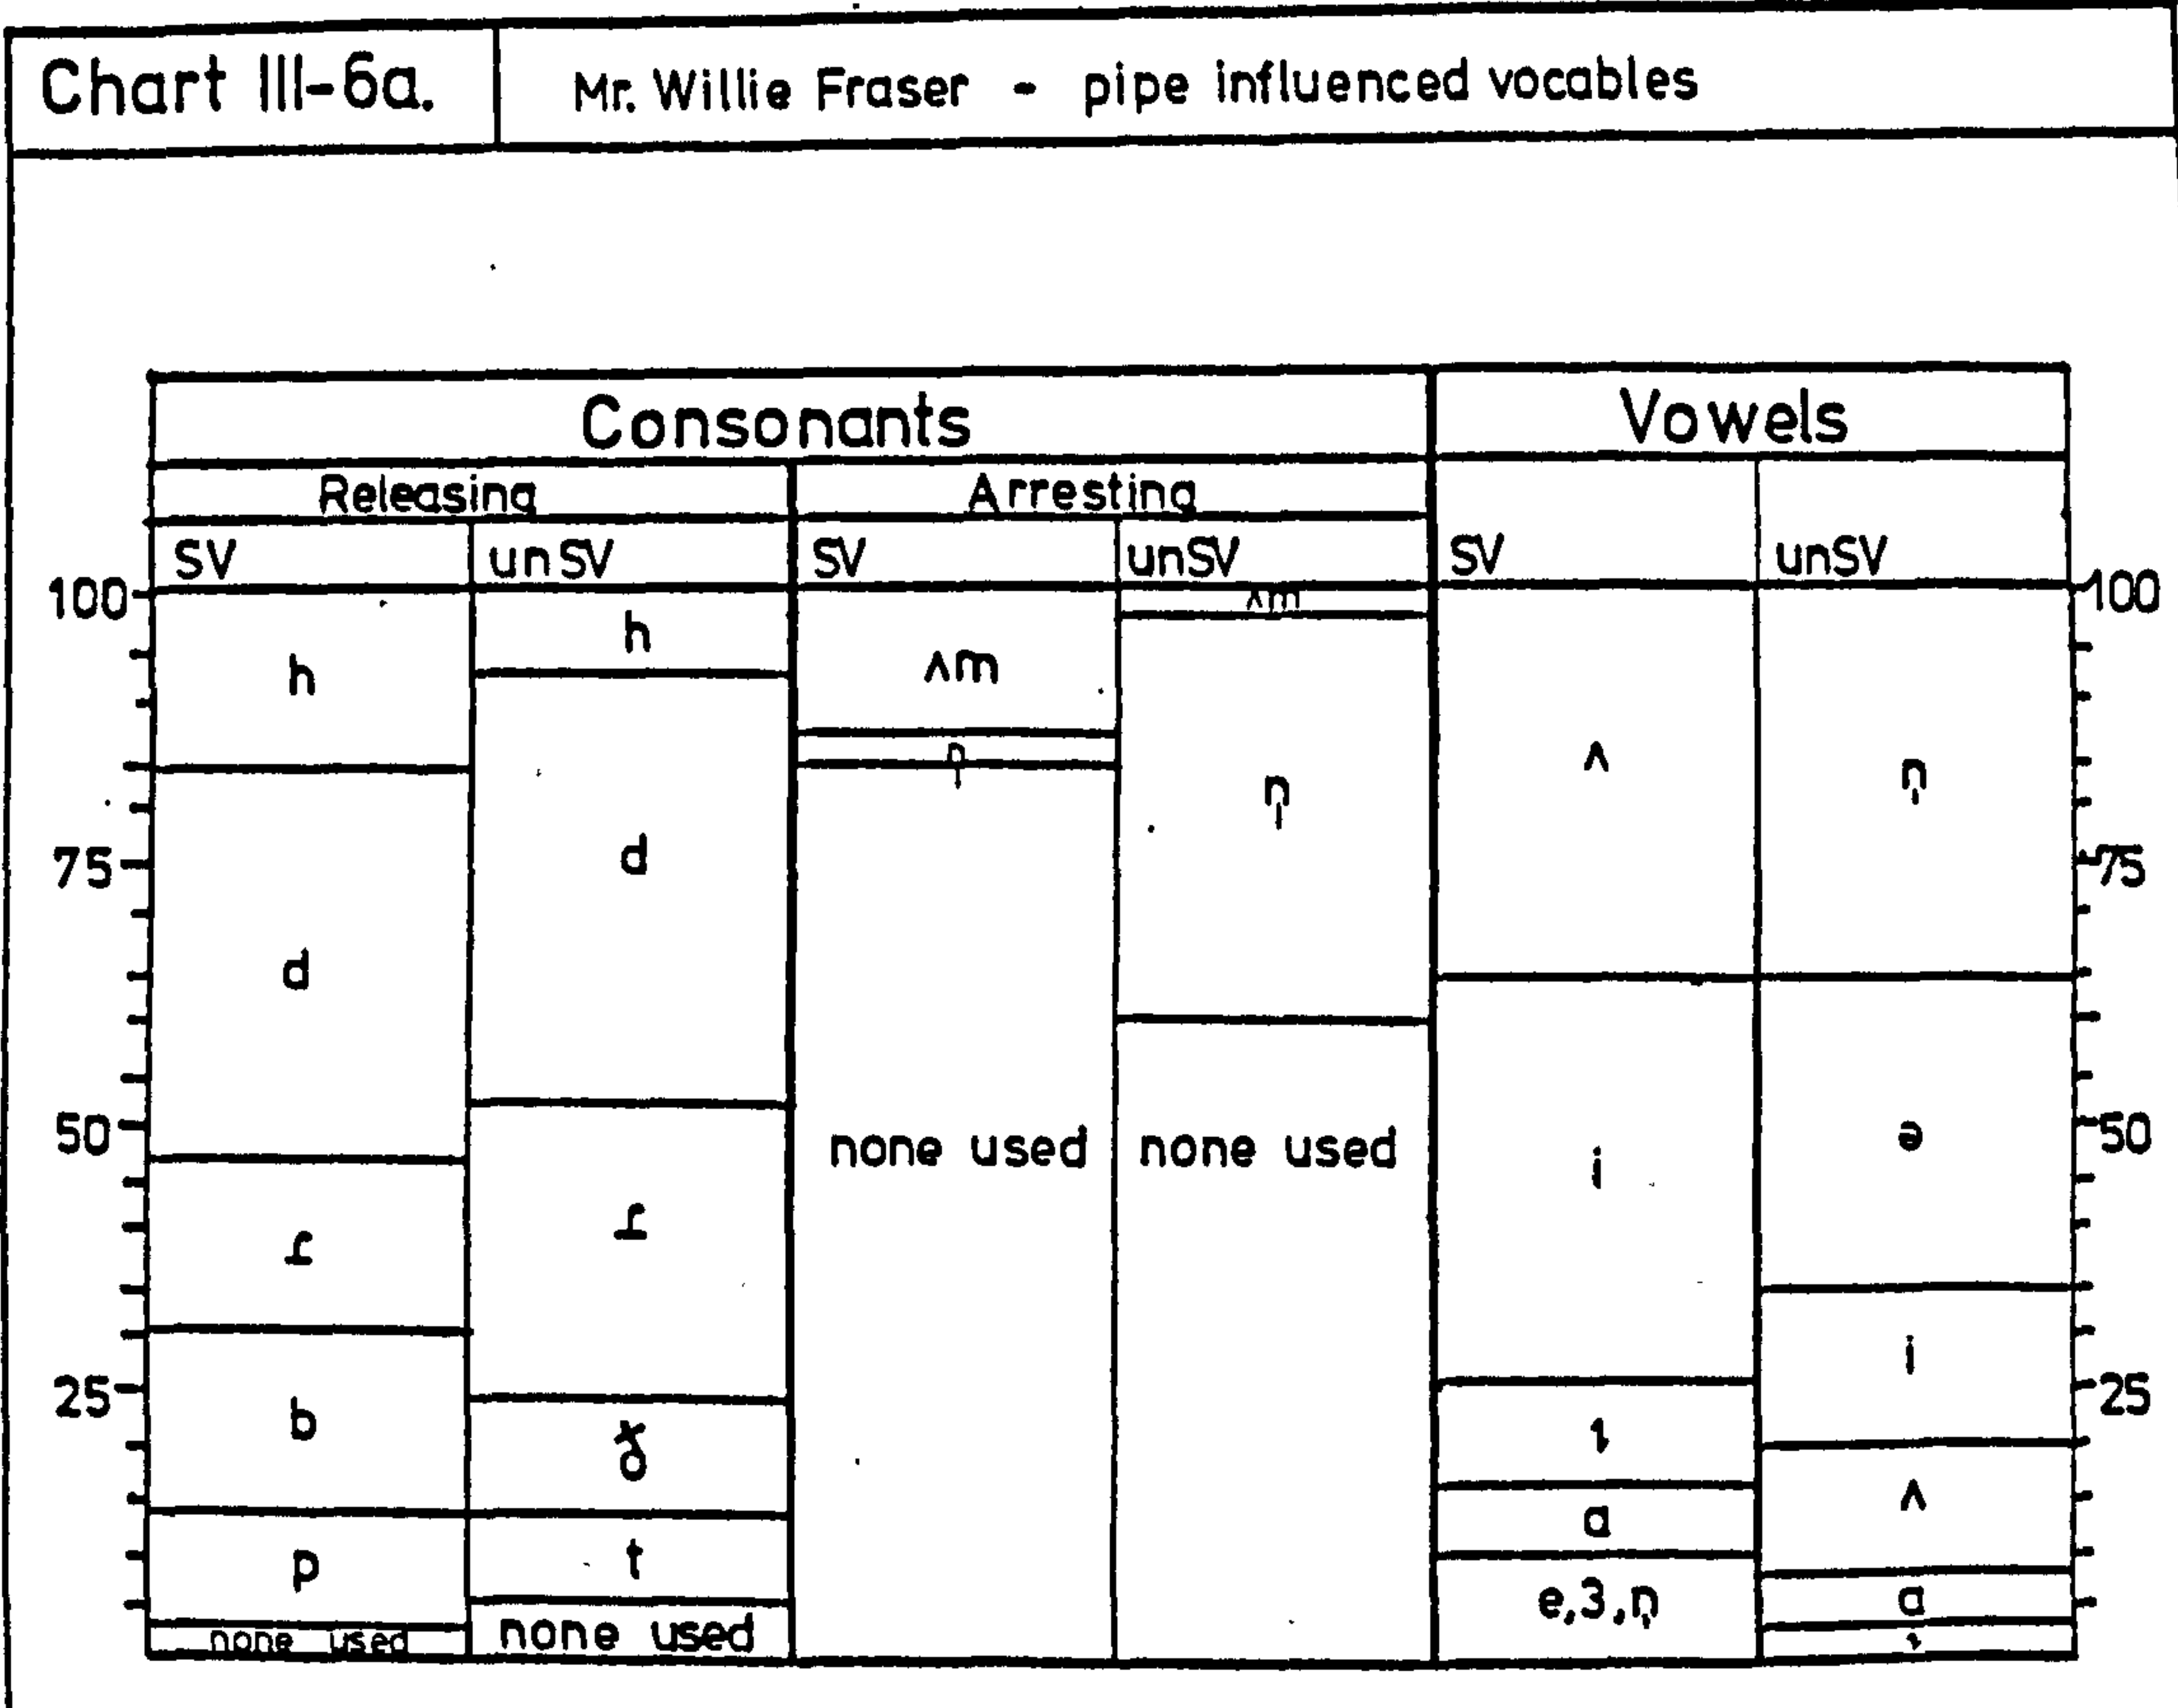 Chart III-6a. Mr. Willie Fraser - pipe influenced vocables
Consonants Vowels
Releasing Arresting
SV unSV SV unSV SV unSV
100 100
ʌm
h
ʌm
h
ʌ
n̩
n̩
n̩
75 d 75
d
50 none used none used i e 50
ɾ
ɾ
i
25 25
b
ɤ
ɿ
ʌ
a
p t
e,3,n̩ a
none used none used